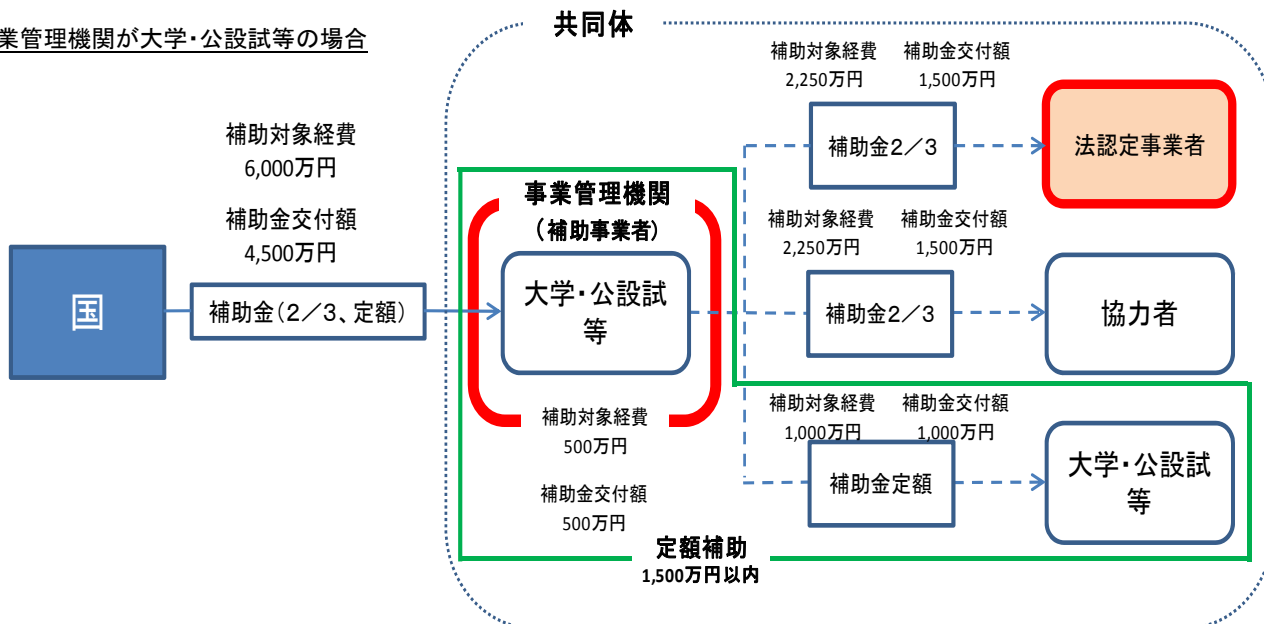 業管理機関が大学・公設試等の場合
共同体
補助対象経費
6,000万円
補助金交付額
4,500万円
国
補助金(2/3、定額)
事業管理機関
(補助事業者)
大学・公設試
等
補助対象経費
500万円
補助金交付額
500万円
補助対象経費 補助金交付額
2,250万円 1,500万円
補助金2/3
法認定事業者
補助対象経費 補助金交付額
2,250万円 1,500万円
補助金2/3
協力者
補助対象経費 補助金交付額
1,000万円 1,000万円
補助金定額
大学・公設試
等
定額補助
1,500万円以内